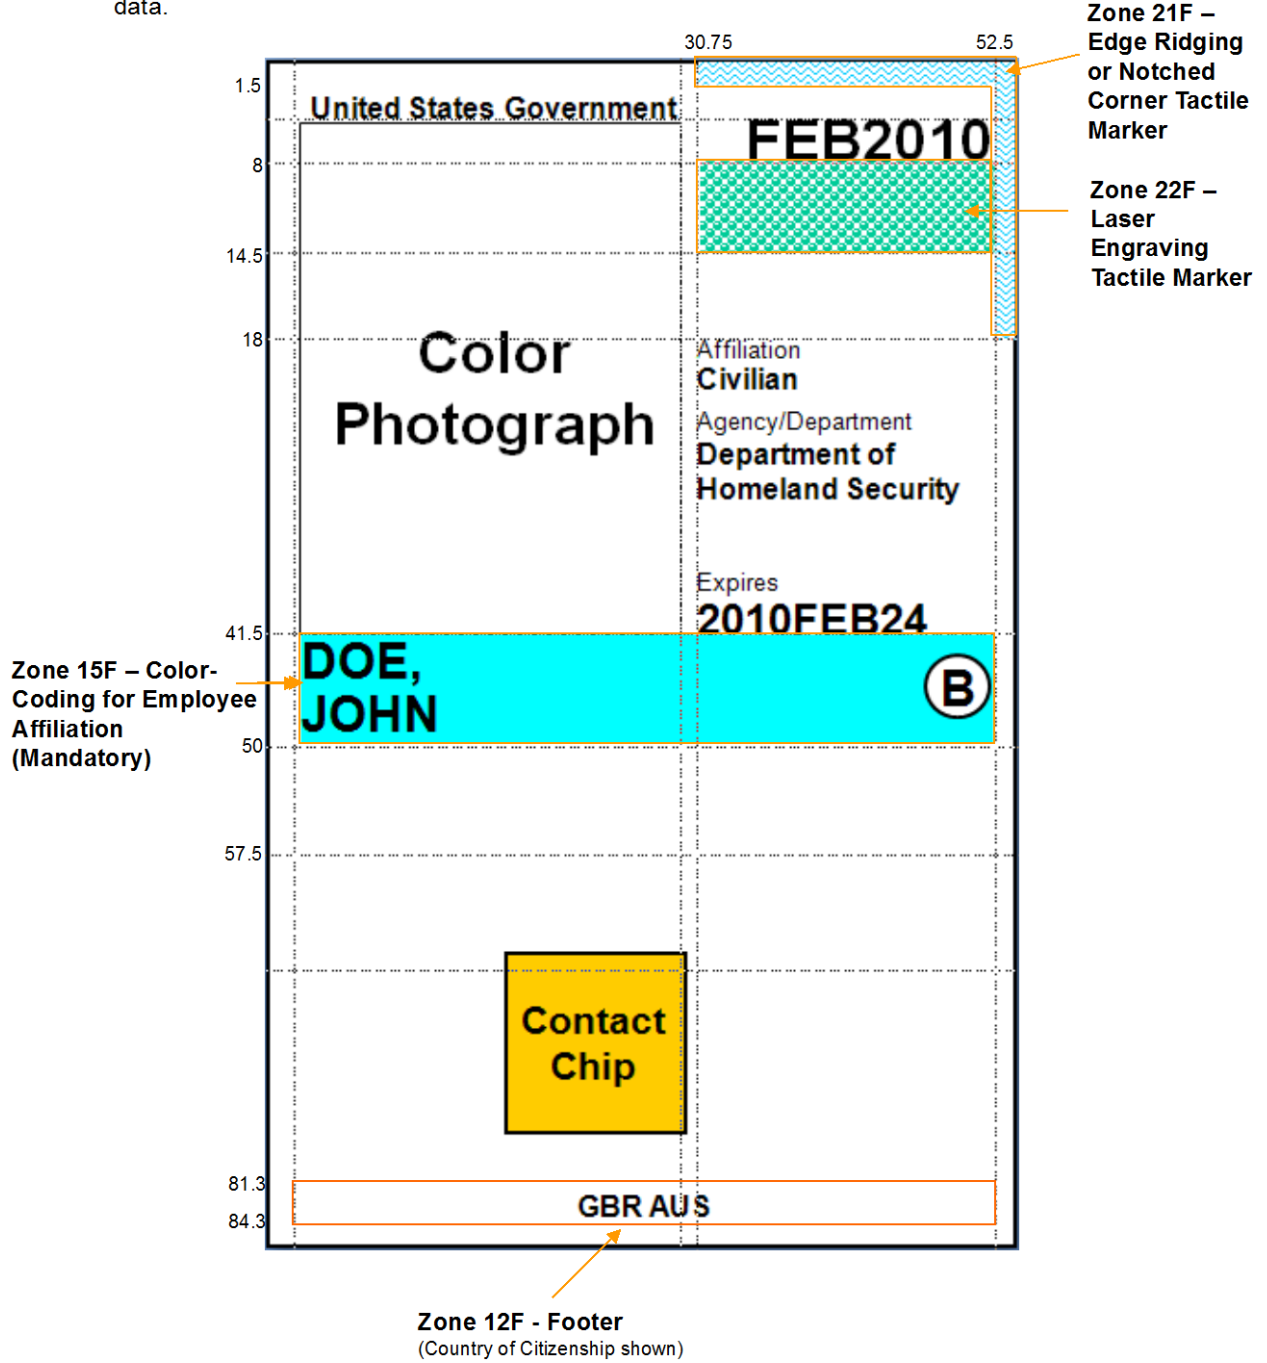 data.
Zone 21F –
Edge Ridging
or Notched
Corner Tactile
Marker
30.75
52.5
1.5
United States Government
FEB2010
8
Zone 22F –
Laser
Engraving
Tactile Marker
14.5
18
Color
Photograph
Affiliation
Civilian
Agency/Department
Department of
Homeland Security
Expires
2010FEB24
41.5
Zone 15F – Color-
Coding for Employee
Affiliation
(Mandatory)
DOE,
JOHN
B
50
57.5
Contact
Chip
81.3
GBR AUS
84.3
Zone 12F - Footer
(Country of Citizenship shown)